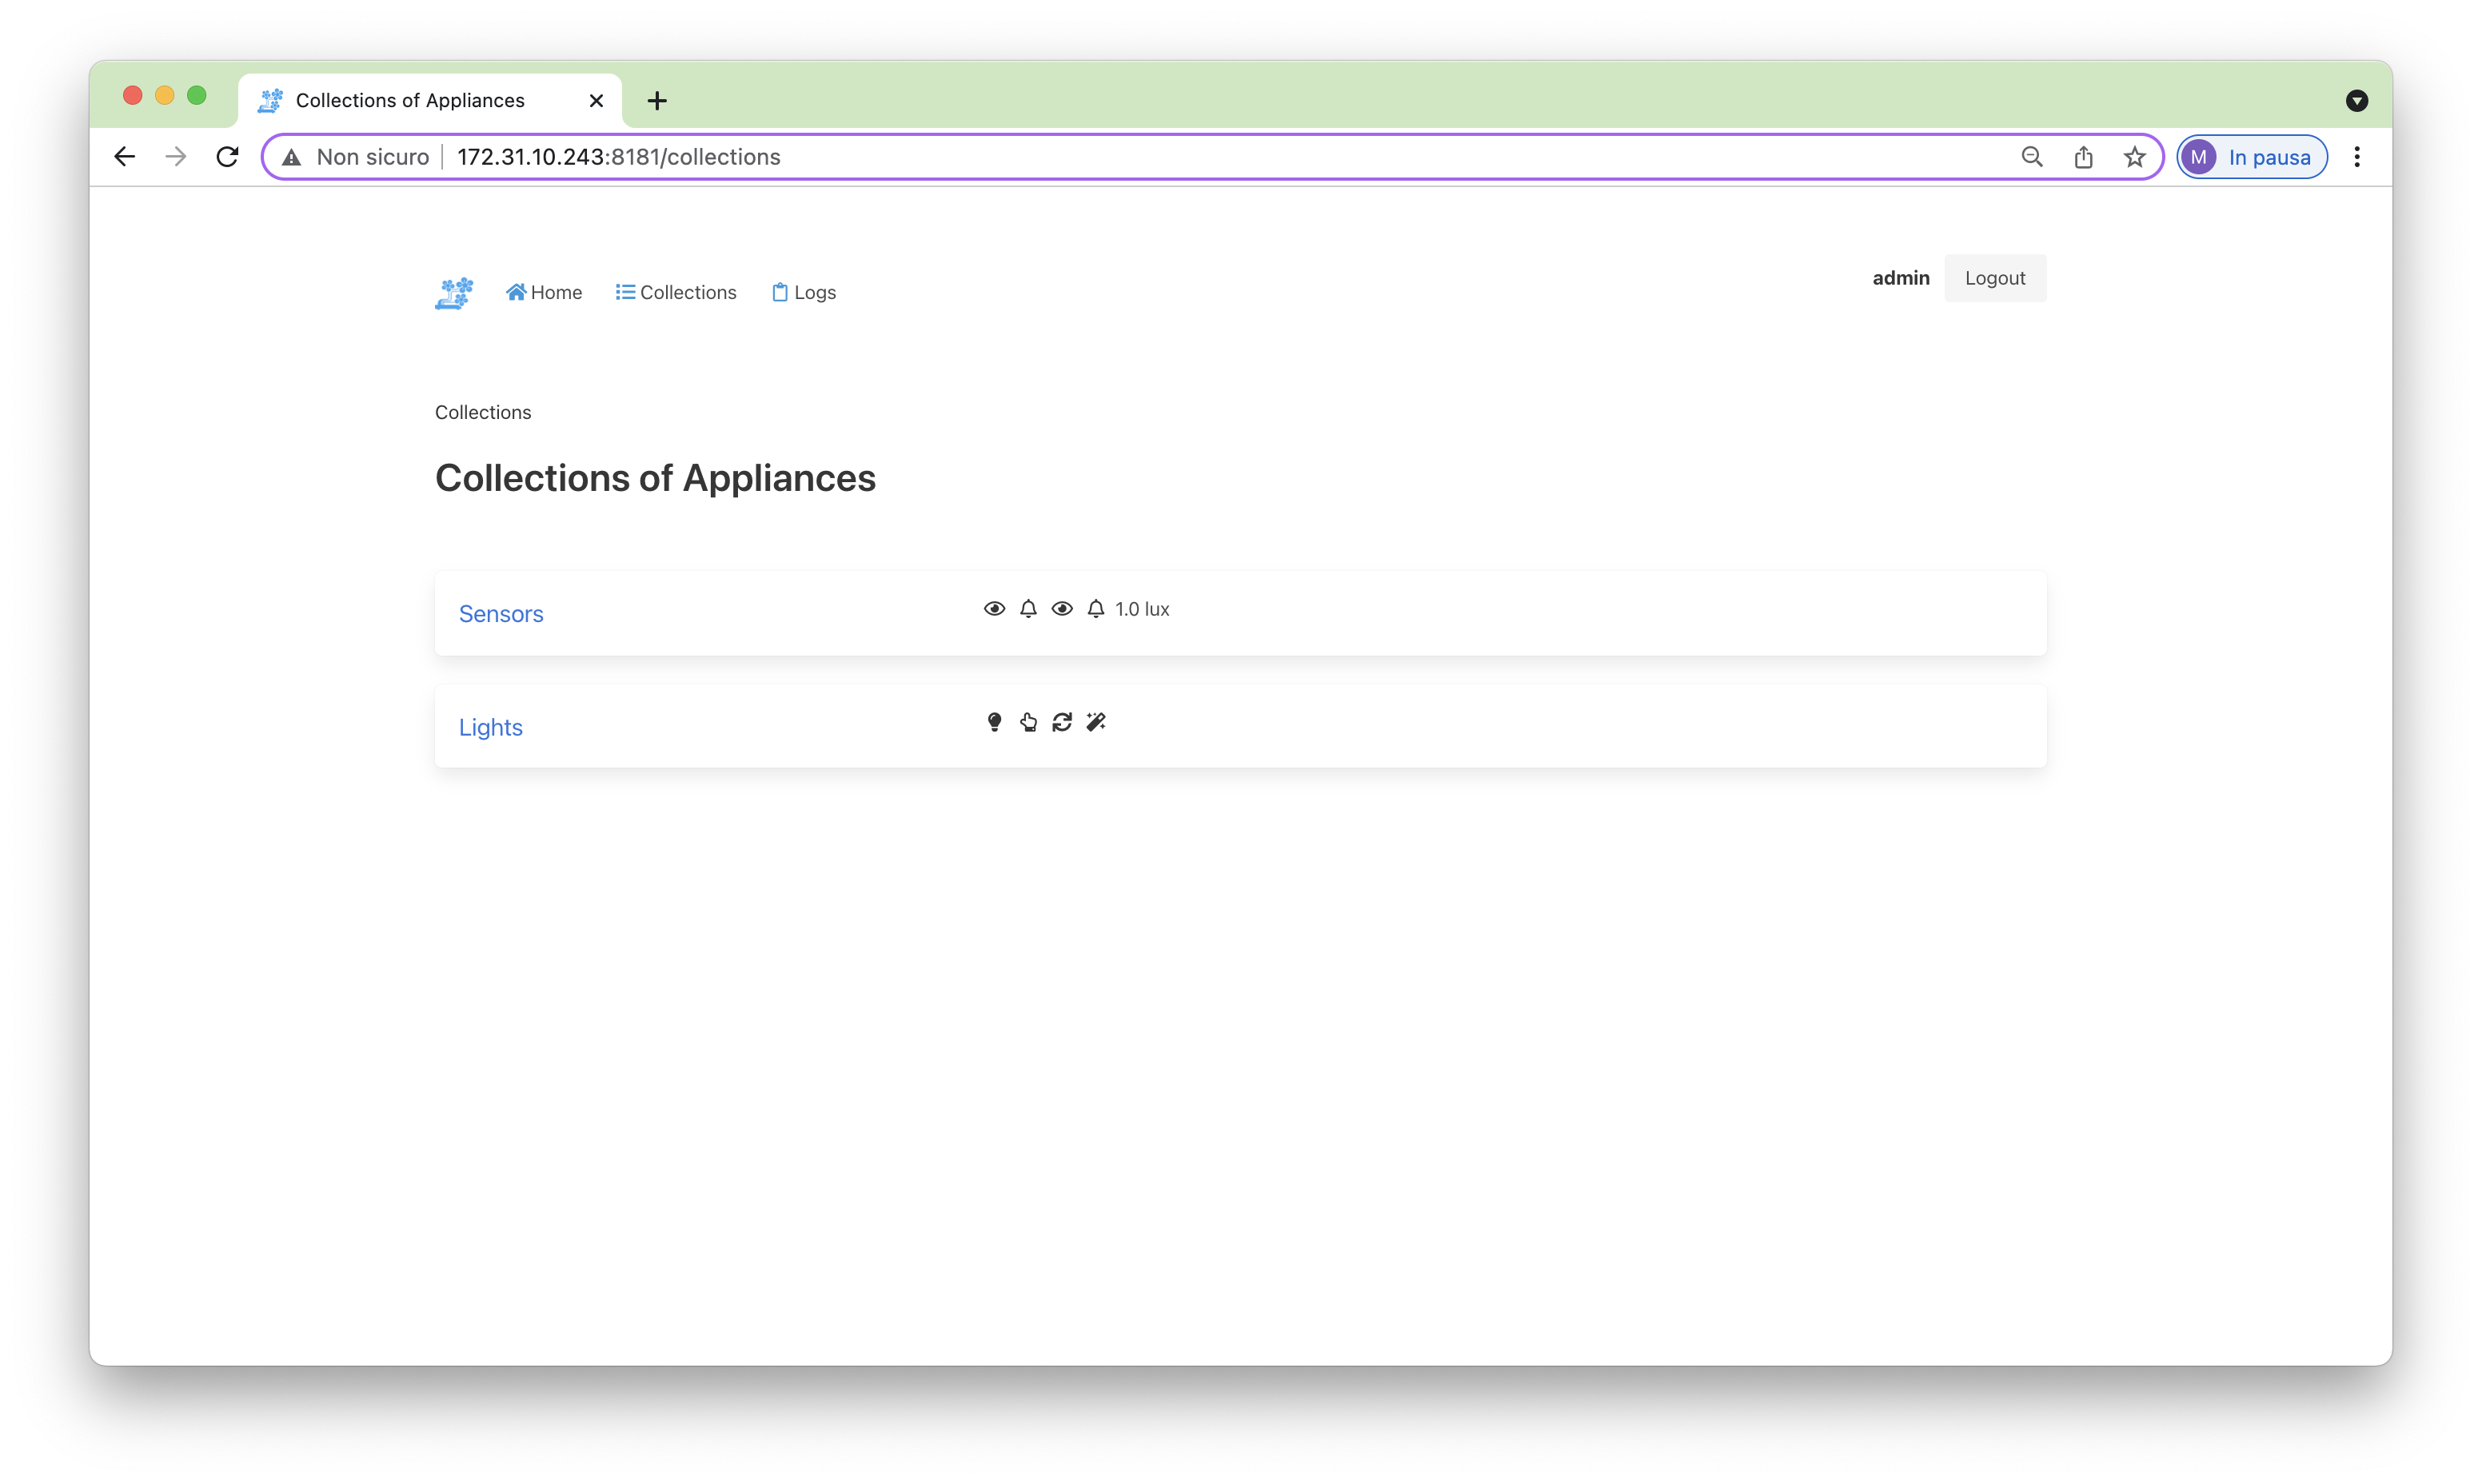 Collections of Appliances
Non sicuro 172.31.10.243:8181/collections M In pausa
Home Collections Logs admin Logout
Collections
Collections of Appliances
Sensors 1.0 lux
Lights